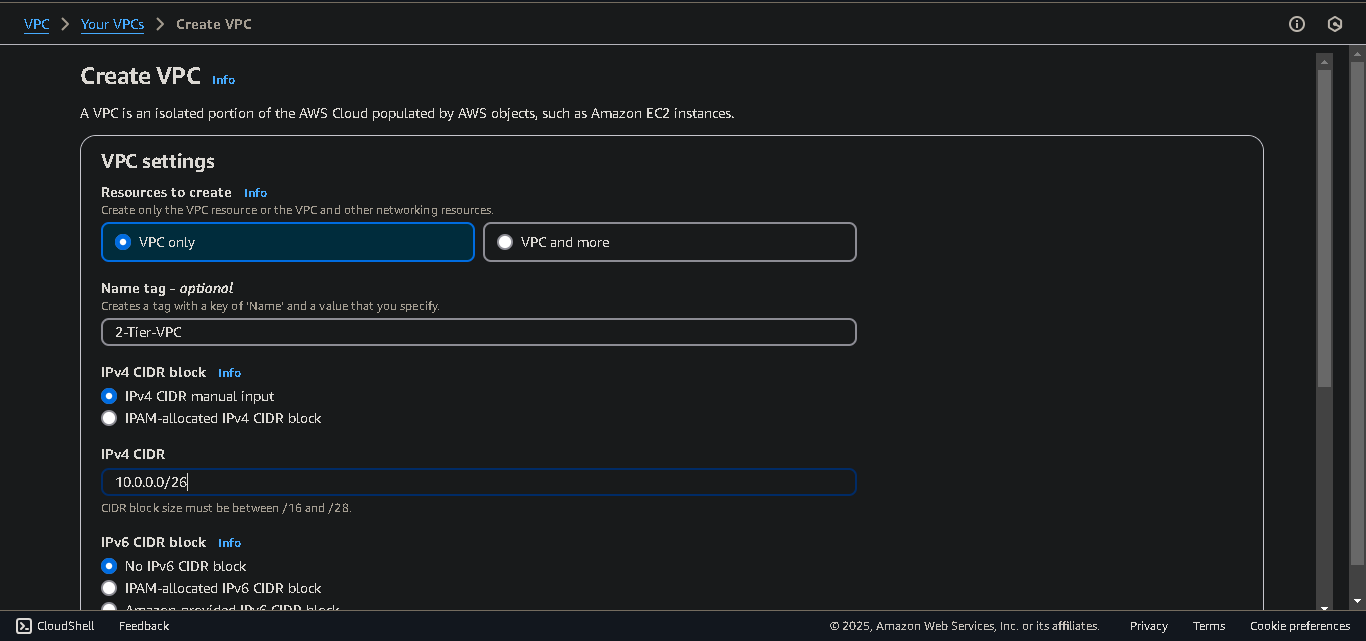 VPC > Your VPCs > Create VPC
Create VPC Info
A VPC is an isolated portion of the AWS Cloud populated by AWS objects, such as Amazon EC2 instances.
VPC settings
Resources to create Info
Create only the VPC resource or the VPC and other networking resources.
VPC only VPC and more
Name tag - optional
Creates a tag with a key of 'Name' and a value that you specify.
2-Tier-VPC
IPv4 CIDR block Info
IPv4 CIDR manual input
IPAM-allocated IPv4 CIDR block
IPv4 CIDR
10.0.0.0/26
CIDR block size must be between /16 and /28.
IPv6 CIDR block Info
No IPv6 CIDR block
IPAM-allocated IPv6 CIDR block
Amazon-provided IPv6 CIDR block
CloudShell Feedback © 2025, Amazon Web Services, Inc. or its affiliates. Privacy Terms Cookie preferences